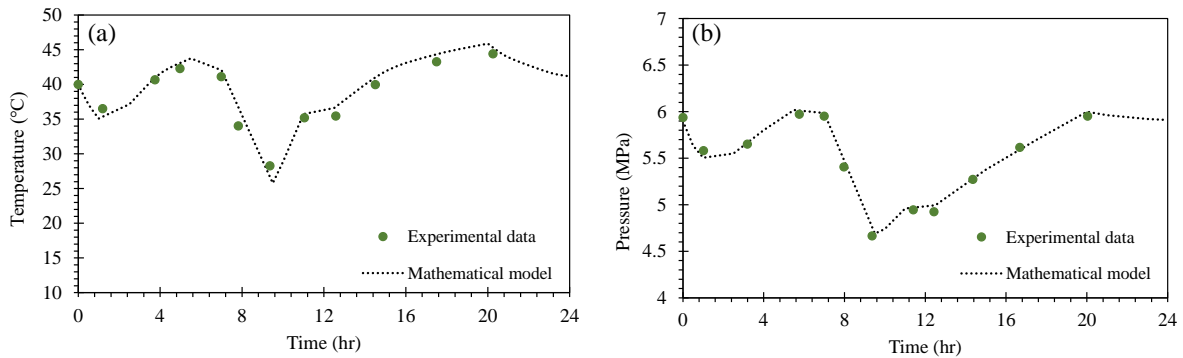 (a)
Temperature (°C)
50
45
40
35
30
25
20
15
10
Experimental data
Mathematical model
0 4 8 12 16 20 24
Time (hr)
(b)
Pressure (MPa)
7
6.5
6
5.5
5
4.5
4
Experimental data
Mathematical model
0 4 8 12 16 20 24
Time (hr)